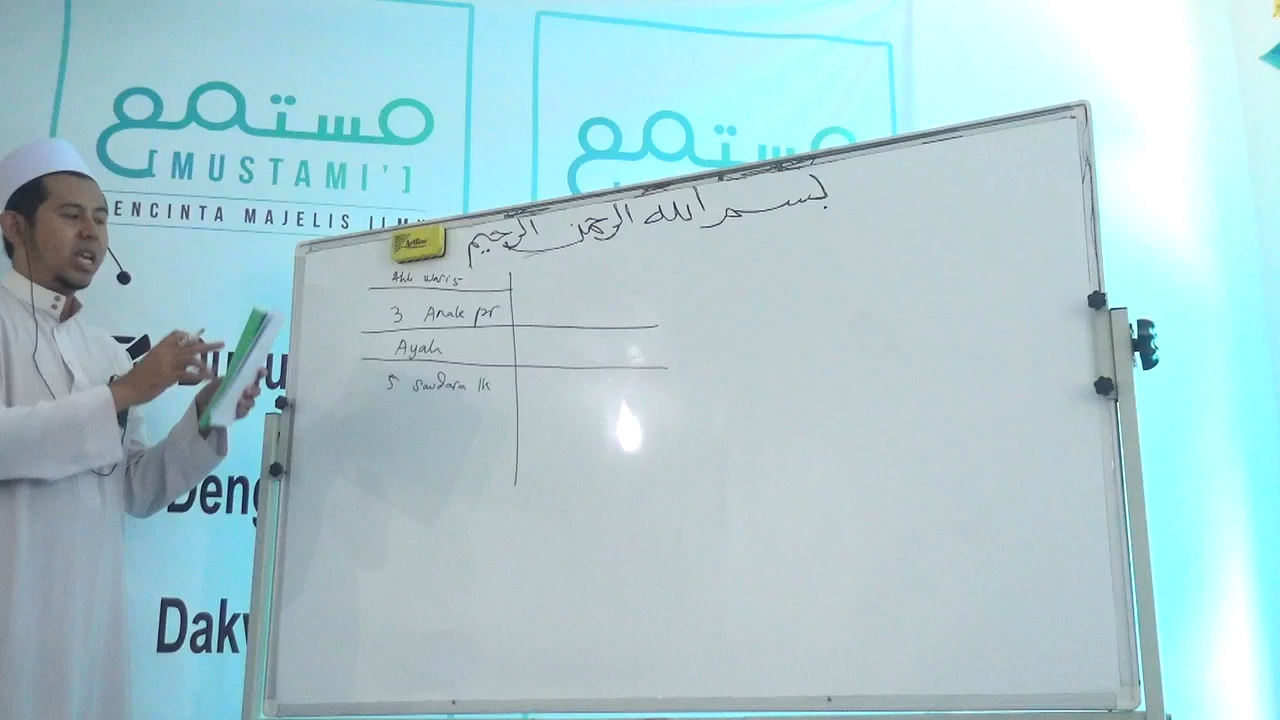 مستمع
[MUSTAMI']
ENCINTA MAJELIS ILMU
مستمع
بسم الله الرحمن الرحيم
Artline
Ahli waris
3 Anak pr
Ayah
5 saudara lk
Deng
Dakw